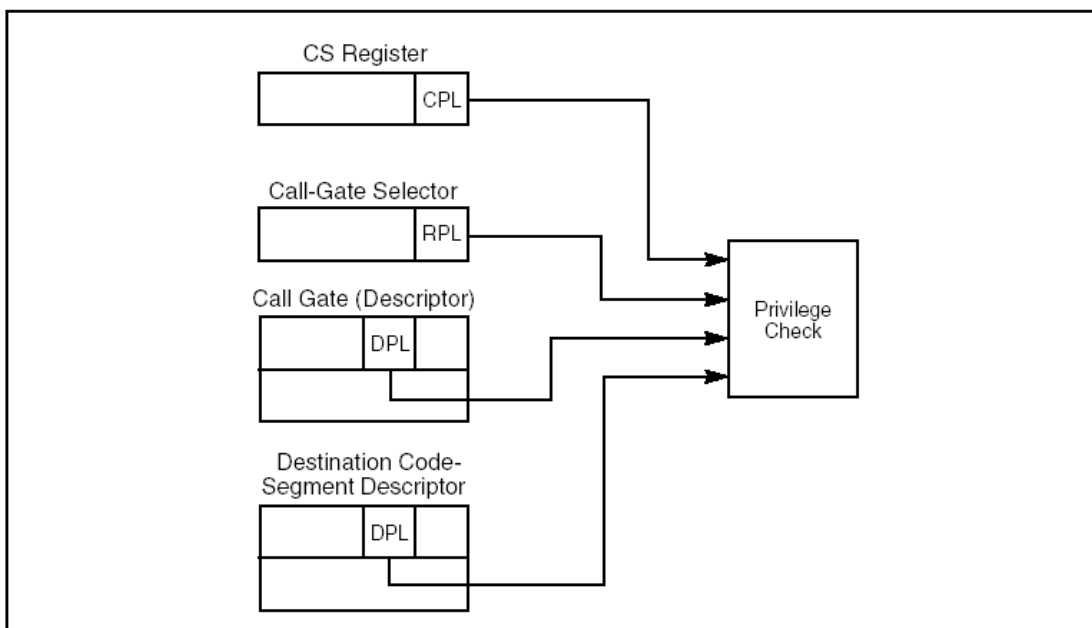 CS Register
CPL
Call-Gate Selector
RPL
Call Gate (Descriptor)
DPL
Privilege
Check
Destination Code-
Segment Descriptor
DPL